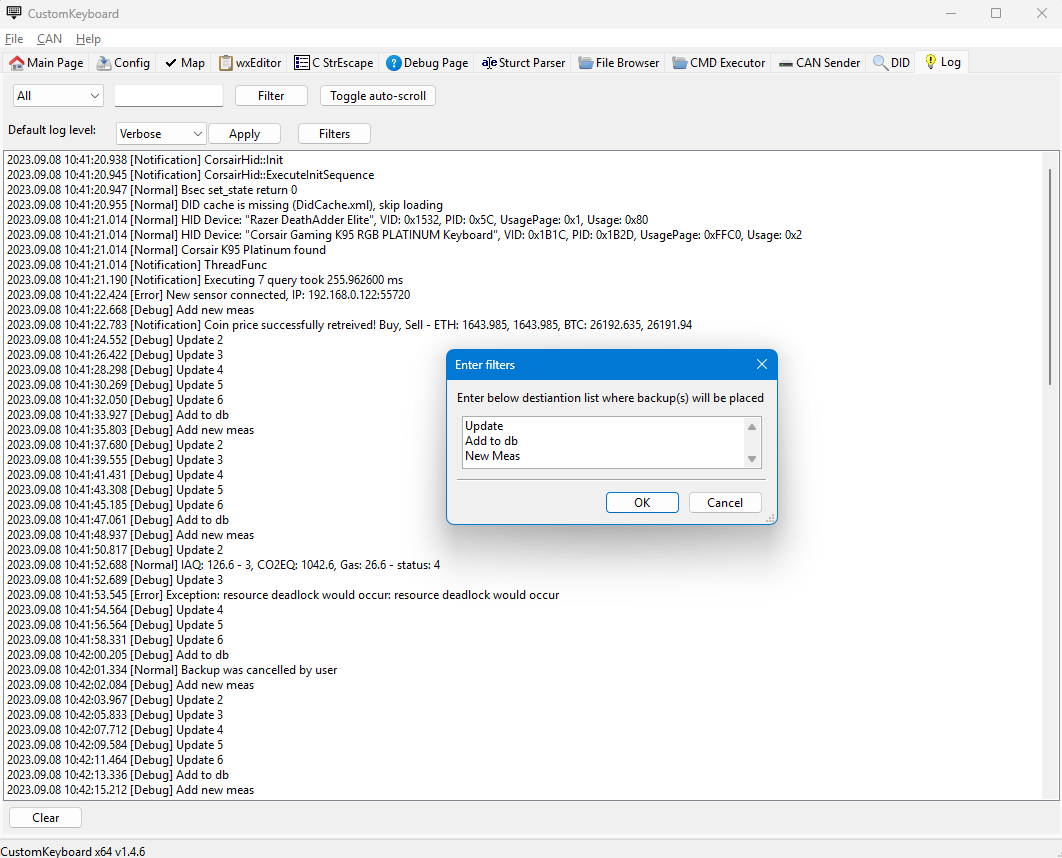 CustomKeyboard
File CAN Help
Main Page Config Map wxEditor C StrEscape Debug Page Sturct Parser File Browser CMD Executor CAN Sender DID Log
All Filter Toggle auto-scroll
Default log level: Verbose Apply Filters
2023.09.08 10:41:20.938 [Notification] CorsairHid::Init
2023.09.08 10:41:20.945 [Notification] CorsairHid::ExecuteInitSequence
2023.09.08 10:41:20.947 [Normal] Bsec set_state return 0
2023.09.08 10:41:20.955 [Normal] DID cache is missing (DidCache.xml), skip loading
2023.09.08 10:41:21.014 [Normal] HID Device: "Razer DeathAdder Elite", VID: 0x1532, PID: 0x5C, UsagePage: 0x1, Usage: 0x80
2023.09.08 10:41:21.014 [Normal] HID Device: "Corsair Gaming K95 RGB PLATINUM Keyboard", VID: 0x1B1C, PID: 0x1B2D, UsagePage: 0xFFC0, Usage: 0x2
2023.09.08 10:41:21.014 [Normal] Corsair K95 Platinum found
2023.09.08 10:41:21.014 [Notification] ThreadFunc
2023.09.08 10:41:21.190 [Notification] Executing 7 query took 255.962600 ms
2023.09.08 10:41:22.424 [Error] New sensor connected, IP: 192.168.0.122:55720
2023.09.08 10:41:22.668 [Debug] Add new meas
2023.09.08 10:41:22.783 [Notification] Coin price successfully retreived! Buy, Sell - ETH: 1643.985, 1643.985, BTC: 26192.635, 26191.94
2023.09.08 10:41:24.552 [Debug] Update 2
2023.09.08 10:41:26.422 [Debug] Update 3
2023.09.08 10:41:28.298 [Debug] Update 4
2023.09.08 10:41:30.269 [Debug] Update 5
2023.09.08 10:41:32.050 [Debug] Update 6
2023.09.08 10:41:33.927 [Debug] Add to db
2023.09.08 10:41:35.803 [Debug] Add new meas
2023.09.08 10:41:37.680 [Debug] Update 2
2023.09.08 10:41:39.555 [Debug] Update 3
2023.09.08 10:41:41.431 [Debug] Update 4
2023.09.08 10:41:43.308 [Debug] Update 5
2023.09.08 10:41:45.185 [Debug] Update 6
2023.09.08 10:41:47.061 [Debug] Add to db
2023.09.08 10:41:48.937 [Debug] Add new meas
2023.09.08 10:41:50.817 [Debug] Update 2
2023.09.08 10:41:52.688 [Normal] IAQ: 126.6 - 3, CO2EQ: 1042.6, Gas: 26.6 - status: 4
2023.09.08 10:41:52.689 [Debug] Update 3
2023.09.08 10:41:53.545 [Error] Exception: resource deadlock would occur: resource deadlock would occur
2023.09.08 10:41:54.564 [Debug] Update 4
2023.09.08 10:41:56.564 [Debug] Update 5
2023.09.08 10:41:58.331 [Debug] Update 6
2023.09.08 10:42:00.205 [Debug] Add to db
2023.09.08 10:42:01.334 [Normal] Backup was cancelled by user
2023.09.08 10:42:02.084 [Debug] Add new meas
2023.09.08 10:42:03.967 [Debug] Update 2
2023.09.08 10:42:05.833 [Debug] Update 3
2023.09.08 10:42:07.712 [Debug] Update 4
2023.09.08 10:42:09.584 [Debug] Update 5
2023.09.08 10:42:11.464 [Debug] Update 6
2023.09.08 10:42:13.336 [Debug] Add to db
2023.09.08 10:42:15.212 [Debug] Add new meas
Enter filters
Enter below destiantion list where backup(s) will be placed
Update
Add to db
New Meas
OK Cancel
Clear
CustomKeyboard x64 v1.4.6